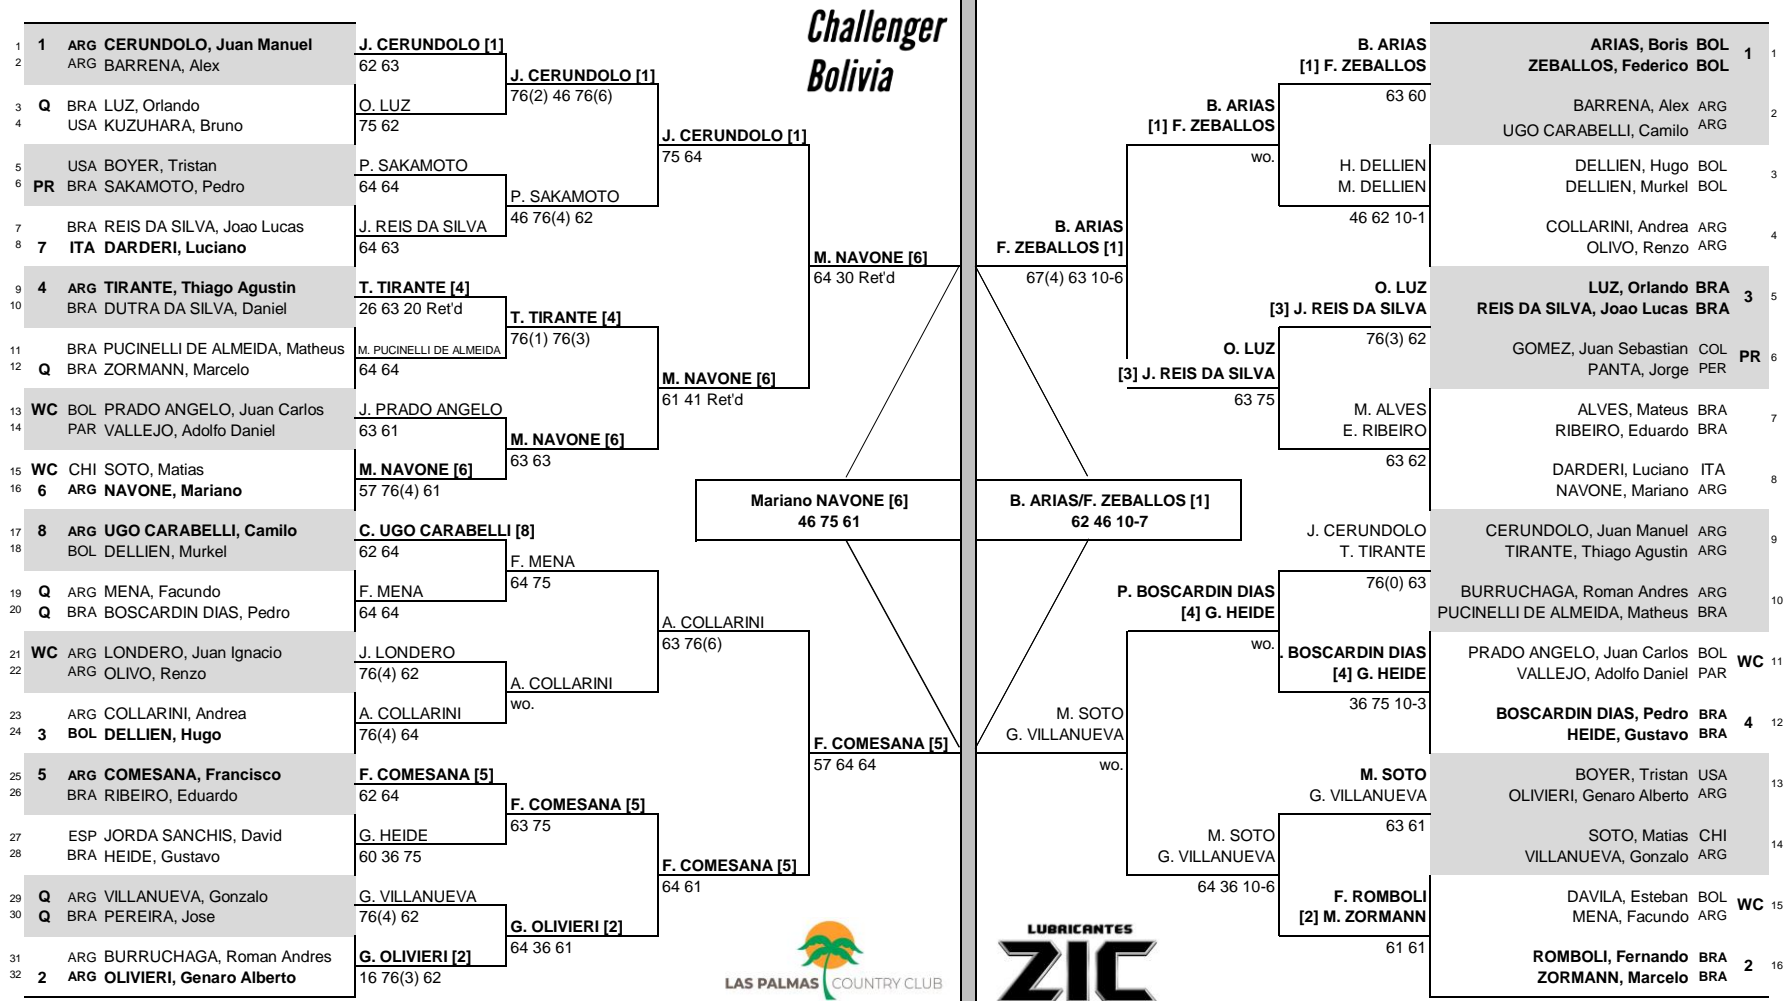 Challenger
Bolivia
1 1 ARG CERUNDOLO, Juan Manuel
2 ARG BARRENA, Alex
3 Q BRA LUZ, Orlando
4 USA KUZUHARA, Bruno
5 USA BOYER, Tristan
6 PR BRA SAKAMOTO, Pedro
7 BRA REIS DA SILVA, Joao Lucas
8 7 ITA DARDERI, Luciano
9 4 ARG TIRANTE, Thiago Agustin
10 BRA DUTRA DA SILVA, Daniel
11 BRA PUCINELLI DE ALMEIDA, Matheus
12 Q BRA ZORMANN, Marcelo
13 WC BOL PRADO ANGELO, Juan Carlos
14 PAR VALLEJO, Adolfo Daniel
15 WC CHI SOTO, Matias
16 6 ARG NAVONE, Mariano
17 8 ARG UGO CARABELLI, Camilo
18 BOL DELLIEN, Murkel
19 Q ARG MENA, Facundo
20 Q BRA BOSCARDIN DIAS, Pedro
21 WC ARG LONDERO, Juan Ignacio
22 ARG OLIVO, Renzo
23 ARG COLLARINI, Andrea
24 3 BOL DELLIEN, Hugo
25 5 ARG COMESANA, Francisco
26 BRA RIBEIRO, Eduardo
27 ESP JORDA SANCHIS, David
28 BRA HEIDE, Gustavo
29 Q ARG VILLANUEVA, Gonzalo
30 Q BRA PEREIRA, Jose
31 ARG BURRUCHAGA, Roman Andres
32 2 ARG OLIVIERI, Genaro Alberto
J. CERUNDOLO [1]
62 63
O. LUZ
75 62
P. SAKAMOTO
64 64
J. REIS DA SILVA
64 63
T. TIRANTE [4]
26 63 20 Ret'd
M. PUCINELLI DE ALMEIDA
64 64
J. PRADO ANGELO
63 61
M. NAVONE [6]
57 76(4) 61
C. UGO CARABELLI [8]
62 64
F. MENA
64 64
J. LONDERO
76(4) 62
A. COLLARINI
76(4) 64
F. COMESANA [5]
62 64
G. HEIDE
60 36 75
G. VILLANUEVA
76(4) 62
G. OLIVIERI [2]
16 76(3) 62
J. CERUNDOLO [1]
76(2) 46 76(6)
P. SAKAMOTO
46 76(4) 62
T. TIRANTE [4]
76(1) 76(3)
M. NAVONE [6]
63 63
F. MENA
64 75
A. COLLARINI
wo.
F. COMESANA [5]
63 75
G. OLIVIERI [2]
64 36 61
J. CERUNDOLO [1]
75 64
M. NAVONE [6]
61 41 Ret'd
A. COLLARINI
63 76(6)
F. COMESANA [5]
64 61
M. NAVONE [6]
64 30 Ret'd
F. COMESANA [5]
57 64 64
Mariano NAVONE [6]
46 75 61
LAS PALMAS COUNTRY CLUB
B. ARIAS/F. ZEBALLOS [1]
62 46 10-7
B. ARIAS
F. ZEBALLOS [1]
67(4) 63 10-6
M. SOTO
G. VILLANUEVA
wo.
B. ARIAS
[1] F. ZEBALLOS
wo.
O. LUZ
[3] J. REIS DA SILVA
63 75
P. BOSCARDIN DIAS
[4] G. HEIDE
wo.
M. SOTO
G. VILLANUEVA
64 36 10-6
B. ARIAS
[1] F. ZEBALLOS
63 60
H. DELLIEN
M. DELLIEN
46 62 10-1
O. LUZ
[3] J. REIS DA SILVA
76(3) 62
M. ALVES
E. RIBEIRO
63 62
J. CERUNDOLO
T. TIRANTE
76(0) 63
. BOSCARDIN DIAS
[4] G. HEIDE
36 75 10-3
M. SOTO
G. VILLANUEVA
63 61
F. ROMBOLI
[2] M. ZORMANN
61 61
ARIAS, Boris BOL 1 1
ZEBALLOS, Federico BOL
BARRENA, Alex ARG 2
UGO CARABELLI, Camilo ARG
DELLIEN, Hugo BOL 3
DELLIEN, Murkel BOL
COLLARINI, Andrea ARG 4
OLIVO, Renzo ARG
LUZ, Orlando BRA 3 5
REIS DA SILVA, Joao Lucas BRA
GOMEZ, Juan Sebastian COL PR 6
PANTA, Jorge PER
ALVES, Mateus BRA 7
RIBEIRO, Eduardo BRA
DARDERI, Luciano ITA 8
NAVONE, Mariano ARG
CERUNDOLO, Juan Manuel ARG 9
TIRANTE, Thiago Agustin ARG
BURRUCHAGA, Roman Andres ARG 10
PUCINELLI DE ALMEIDA, Matheus BRA
PRADO ANGELO, Juan Carlos BOL WC 11
VALLEJO, Adolfo Daniel PAR
BOSCARDIN DIAS, Pedro BRA 4 12
HEIDE, Gustavo BRA
BOYER, Tristan USA 13
OLIVIERI, Genaro Alberto ARG
SOTO, Matias CHI 14
VILLANUEVA, Gonzalo ARG
DAVILA, Esteban BOL WC 15
MENA, Facundo ARG
ROMBOLI, Fernando BRA 2 16
ZORMANN, Marcelo BRA
LUBRICANTES
ZIC